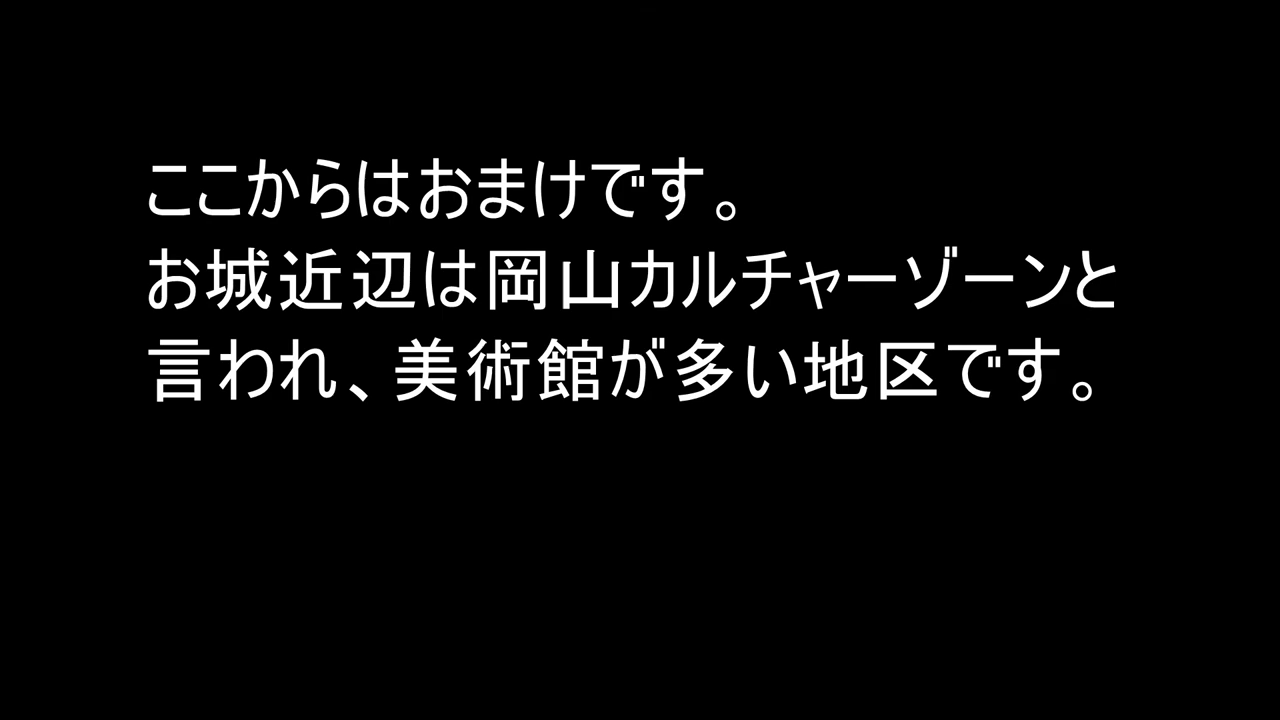 ここからはおまけです。
お城近辺は岡山カルチャーゾーンと
言われ、美術館が多い地区です。